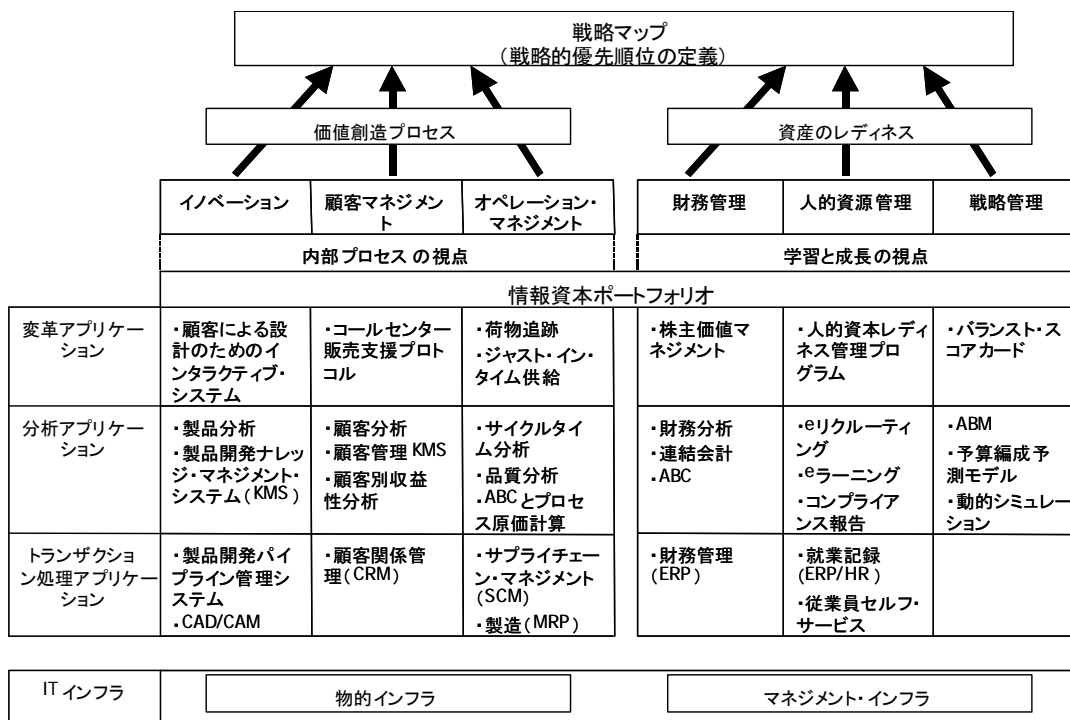 戦略マップ
(戦略的優先順位の定義)
価値創造プロセス
資産のレディネス
イノベーション
顧客マネジメン
ト
オペレーション・
マネジメント
財務管理
人的資源管理
戦略管理
内部プロセスの視点
学習と成長の視点
情報資本ポートフォリオ
変革アプリケー
ション
・顧客による設
計のためのイ
ンタラクティブ・
システム
・コールセンター
販売支援プロト
コル
・荷物追跡
・ジャスト・イン・
タイム供給
・株主価値マ
ネジメント
・人的資本レディ
ネス管理プロ
グラム
・バランスト・ス
コアカード
分析アプリケー
ション
・製品分析
・製品開発ナレッ
ジ・マネジメント・
システム(KMS)
・顧客分析
・顧客管理 KMS
・顧客別収益
性分析
・サイクルタイ
ム分析
・品質分析
・ABCとプロセ
ス原価計算
・財務分析
・連結会計
・ABC
・eリクルーティ
ング
・eラーニング
・コンプライア
ンス報告
・ABM
・予算編成予
測モデル
・動的シミュレー
ション
トランザクショ
ン処理アプリケー
ション
・製品開発パイ
プライン管理シ
ステム
・CAD/CAM
・顧客関係管
理(CRM)
・サプライチェー
ン・マネジメント
(SCM)
・製造(MRP)
・財務管理
(ERP)
・就業記録
(ERP/HR)
・従業員セルフ・
サービス
ITインフラ
物的インフラ
マネジメント・インフラ